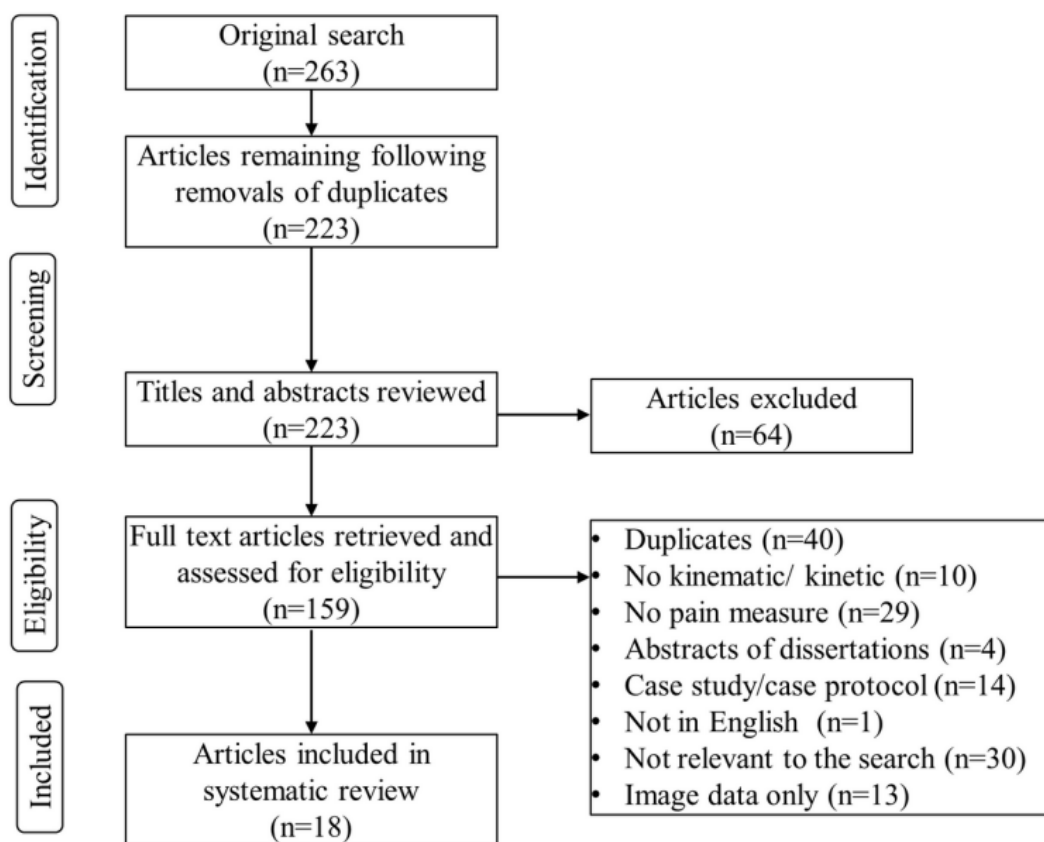 Identification
Original search
(n=263)
Articles remaining following
removals of duplicates
(n=223)
Screening
Titles and abstracts reviewed
(n=223)
Articles excluded
(n=64)
Eligibility
Full text articles retrieved and
assessed for eligibility
(n=159)
• Duplicates (n=40)
• No kinematic/ kinetic (n=10)
• No pain measure (n=29)
• Abstracts of dissertations (n=4)
• Case study/case protocol (n=14)
• Not in English (n=1)
• Not relevant to the search (n=30)
• Image data only (n=13)
Included
Articles included in
systematic review
(n=18)